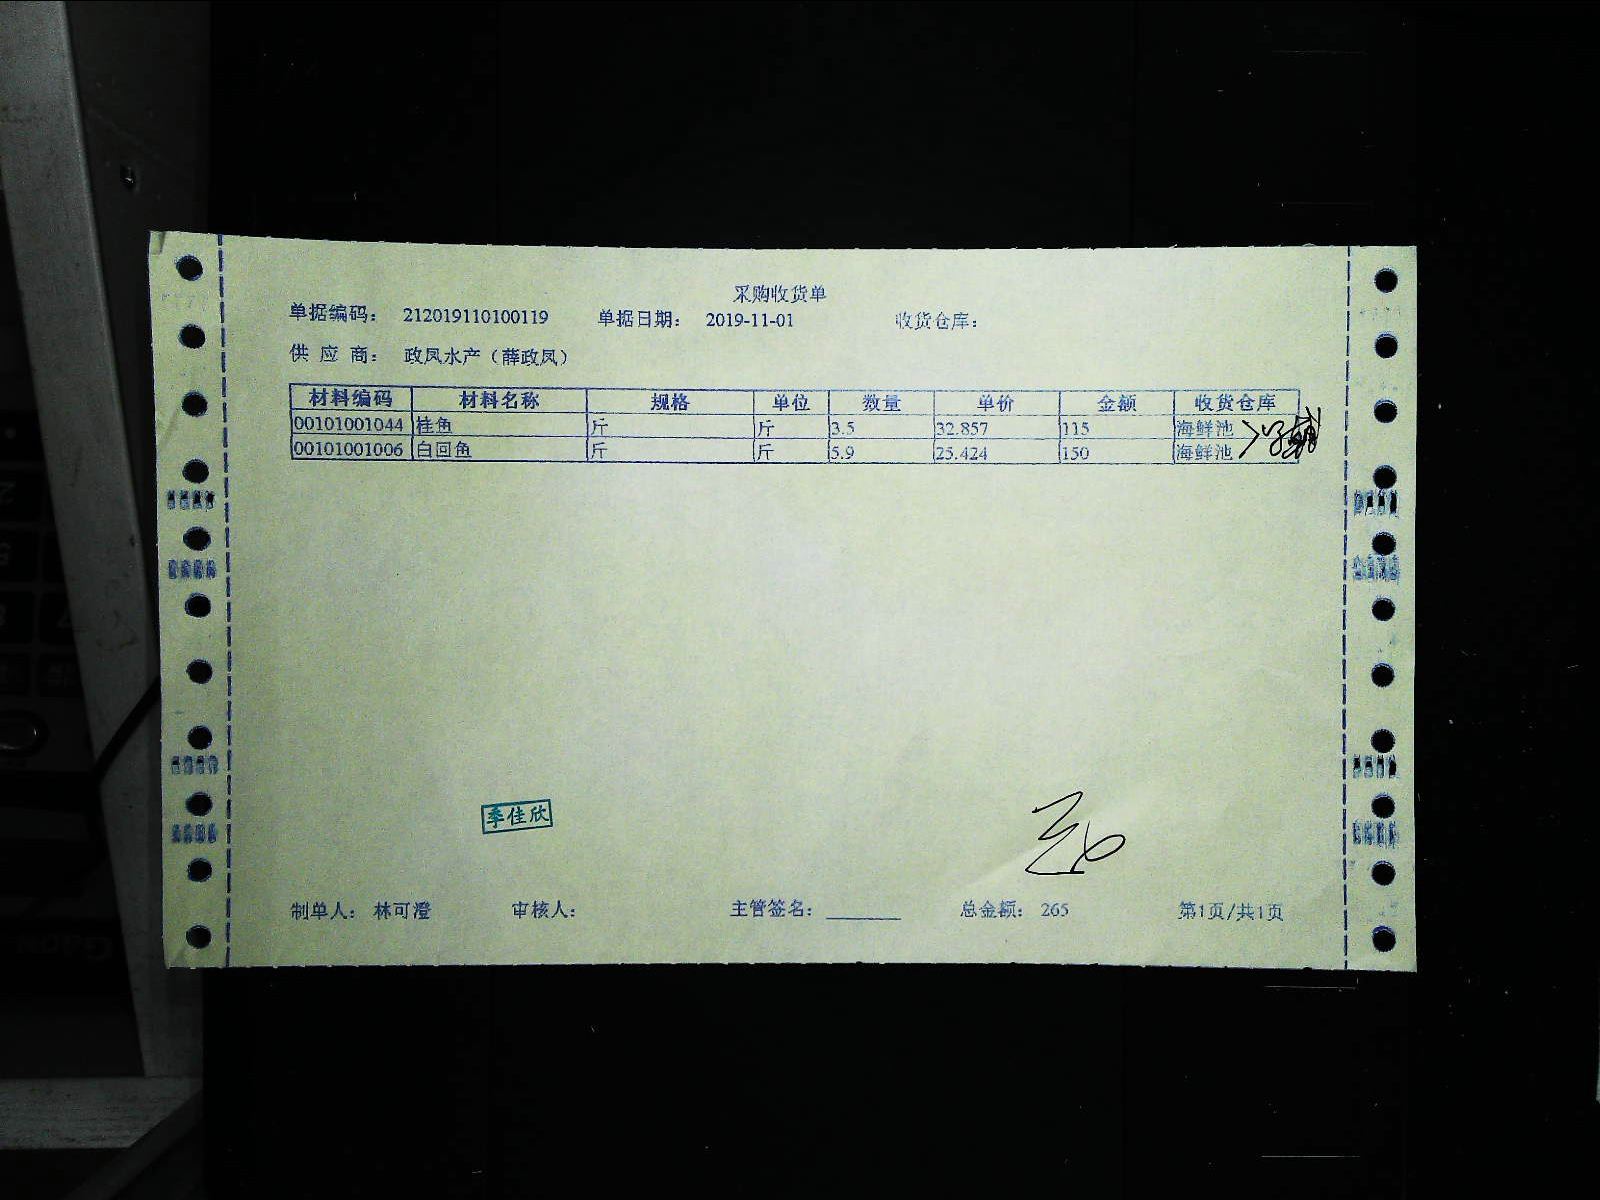 采购收货单
单据编码： 212019110100119 单据日期： 2019-11-01 收货仓库：
供 应 商： 政凤水产（薛政凤）
材料编码 材料名称 规格 单位 数量 单价 金额 收货仓库
00101001044 桂鱼 斤 斤 3.5 32.857 115 海鲜池
00101001006 白回鱼 斤 斤 5.9 25.424 150 海鲜池
季佳欣
制单人： 林可澄 审核人： 主管签名： 总金额： 265 第1页/共1页